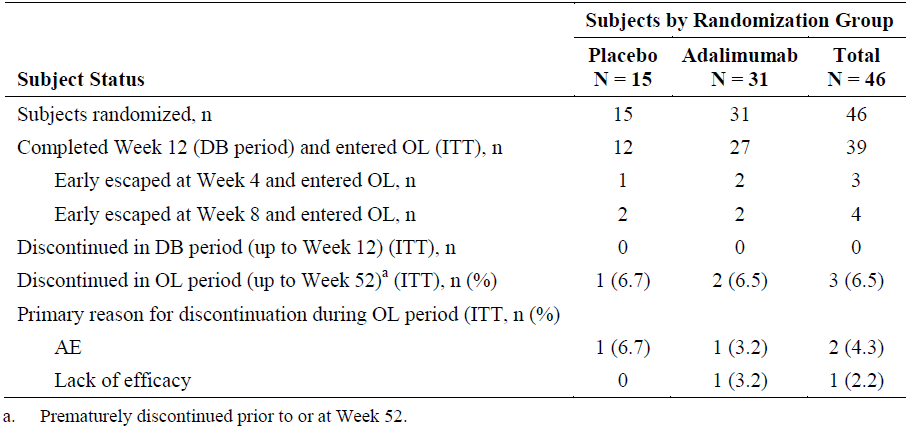 Subjects by Randomization Group
Subject Status Placebo N = 15 Adalimumab N = 31 Total N = 46
Subjects randomized, n 15 31 46
Completed Week 12 (DB period) and entered OL (ITT), n 12 27 39
Early escaped at Week 4 and entered OL, n 1 2 3
Early escaped at Week 8 and entered OL, n 2 2 4
Discontinued in DB period (up to Week 12) (ITT), n 0 0 0
Discontinued in OL period (up to Week 52)a (ITT), n (%) 1 (6.7) 2 (6.5) 3 (6.5)
Primary reason for discontinuation during OL period (ITT, n (%)
AE 1 (6.7) 1 (3.2) 2 (4.3)
Lack of efficacy 0 1 (3.2) 1 (2.2)
a. Prematurely discontinued prior to or at Week 52.